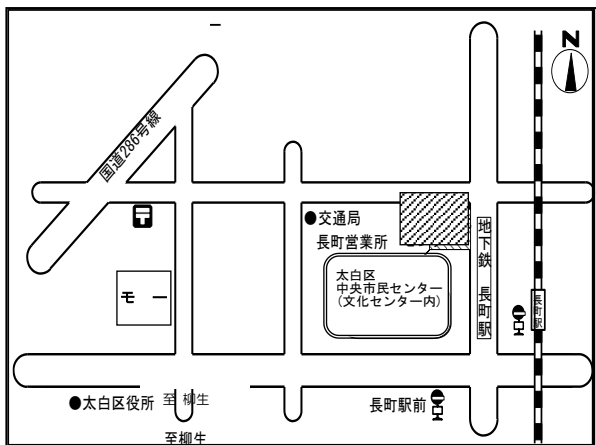 N
国道286号線
●交通局
長町営業所
地下鉄 長町駅
太白区
中央市民センター
(文化センター内)
長町駅
モー
●太白区役所
至 柳生
長町駅前
至柳生